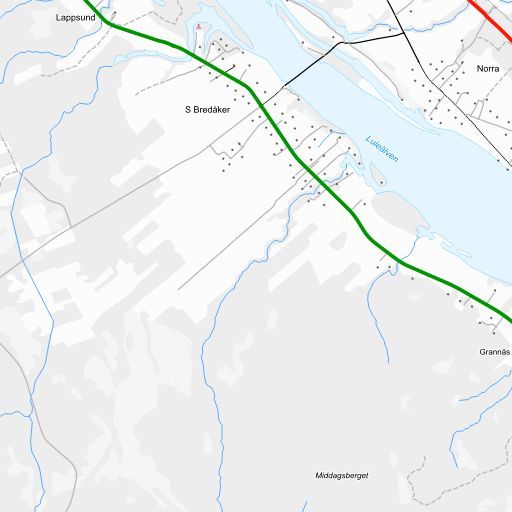 Lappsund
Norra
S Bredåker
Luleälven
Grannäs
Middagsberget